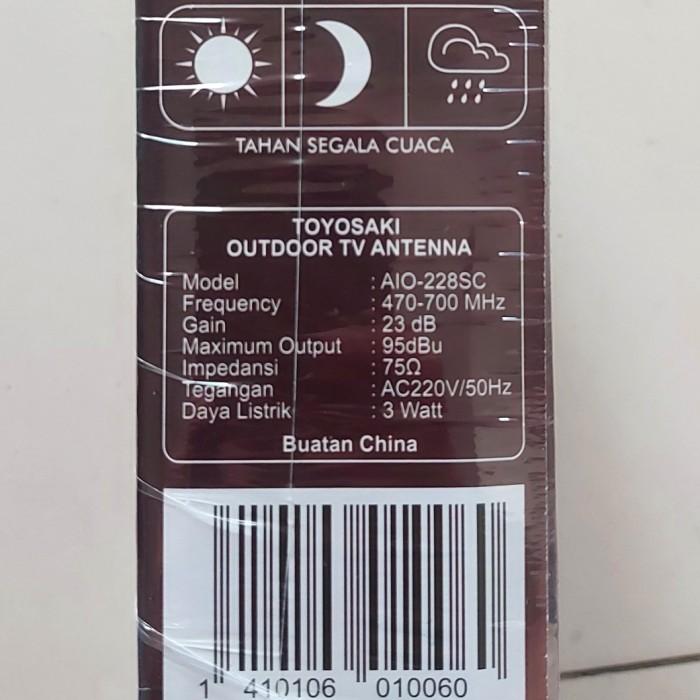 TAHAN SEGALA CUACA
TOYOSAKI
OUTDOOR TV ANTENNA
Model : AIO-228SC
Frequency : 470-700 MHz
Gain : 23 dB
Maximum Output : 95dBu
Impedansi : 75Ω
Tegangan : AC220V/50Hz
Daya Listrik : 3 Watt
Buatan China
1 410106 010060